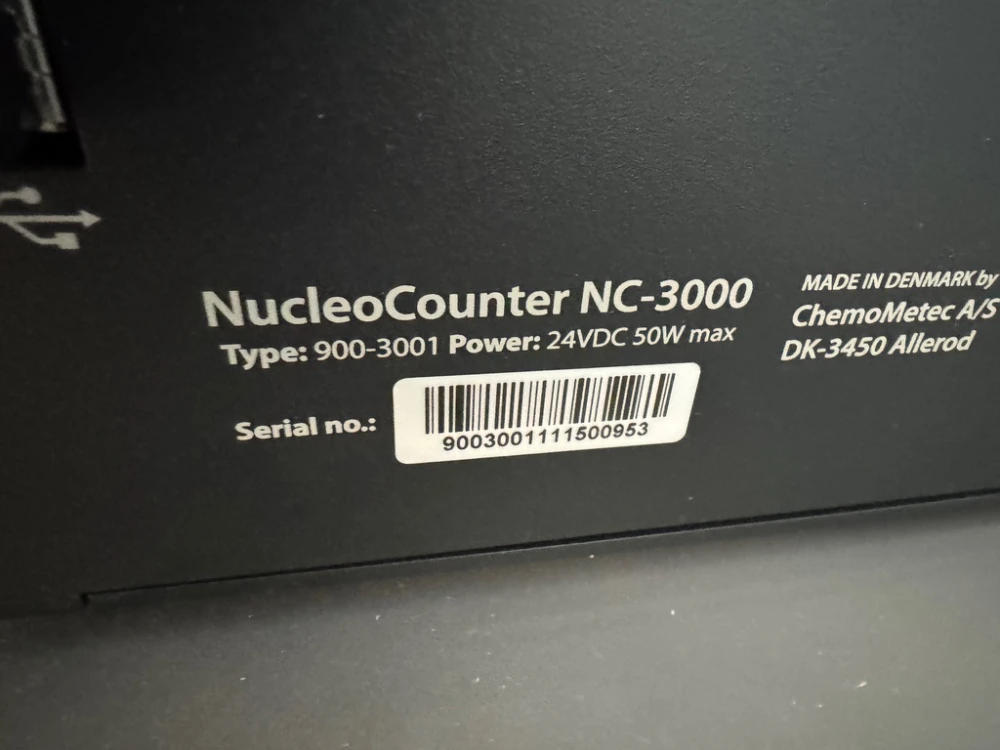 NucleoCounter NC-3000
Type: 900-3001 Power: 24VDC 50W max
Serial no.:
9003001111500953
MADE IN DENMARK by
ChemoMetec A/S
DK-3450 Allerod